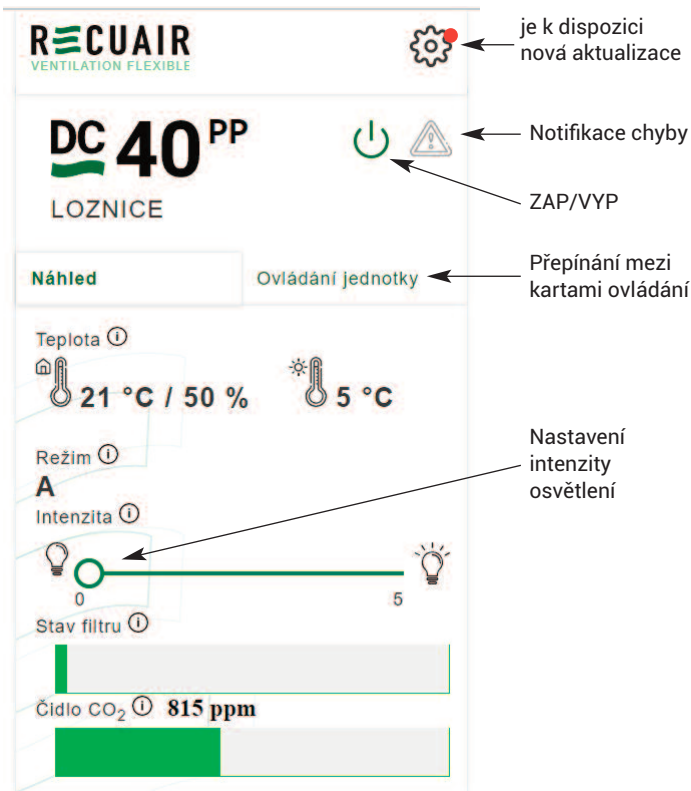 RECUAIR
VENTILATION FLEXIBLE
je k dispozici
nová aktualizace
DC 40 PP
Notifikace chyby
LOZNICE
ZAP/VYP
Náhled
Ovládání jednotky
Přepínání mezi
kartami ovládání
Teplota ⓘ
21 °C / 50 %
5 °C
Režim ⓘ
A
Intenzita ⓘ
Nastavení
intenzity
osvětlení
0
5
Stav filtru ⓘ
Čidlo CO₂ ⓘ 815 ppm